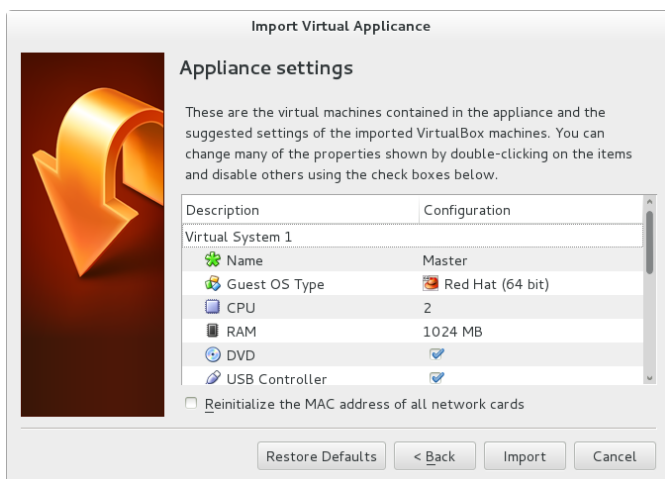 Import Virtual Applicance
Appliance settings
These are the virtual machines contained in the appliance and the
suggested settings of the imported VirtualBox machines. You can
change many of the properties shown by double-clicking on the items
and disable others using the check boxes below.
Description Configuration
Virtual System 1
Name Master
Guest OS Type Red Hat (64 bit)
CPU 2
RAM 1024 MB
DVD
USB Controller
Reinitialize the MAC address of all network cards
Restore Defaults < Back Import Cancel